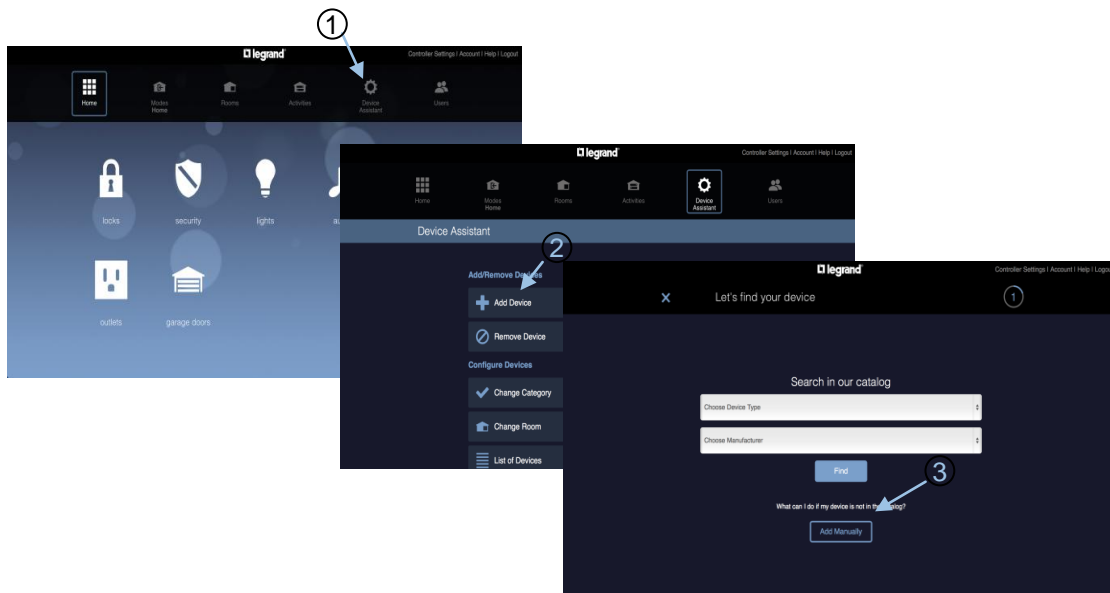 1
legrand
Controller Settings | Account | Help | Logout
Home
Modes
Home
Rooms
Activities
Device
Assistant
Users
locks
security
lights
outlets
garage doors
legrand
Controller Settings | Account | Help | Logout
Home
Modes
Home
Rooms
Activities
Device
Assistant
Users
Device Assistant
2
Add/Remove Devices
Add Device
Remove Device
Configure Devices
Change Category
Change Room
List of Devices
legrand
Controller Settings | Account | Help | Logou
Let's find your device
1
Search in our catalog
Choose Device Type
Choose Manufacturer
Find
3
What can I do if my device is not in the catalog?
Add Manually